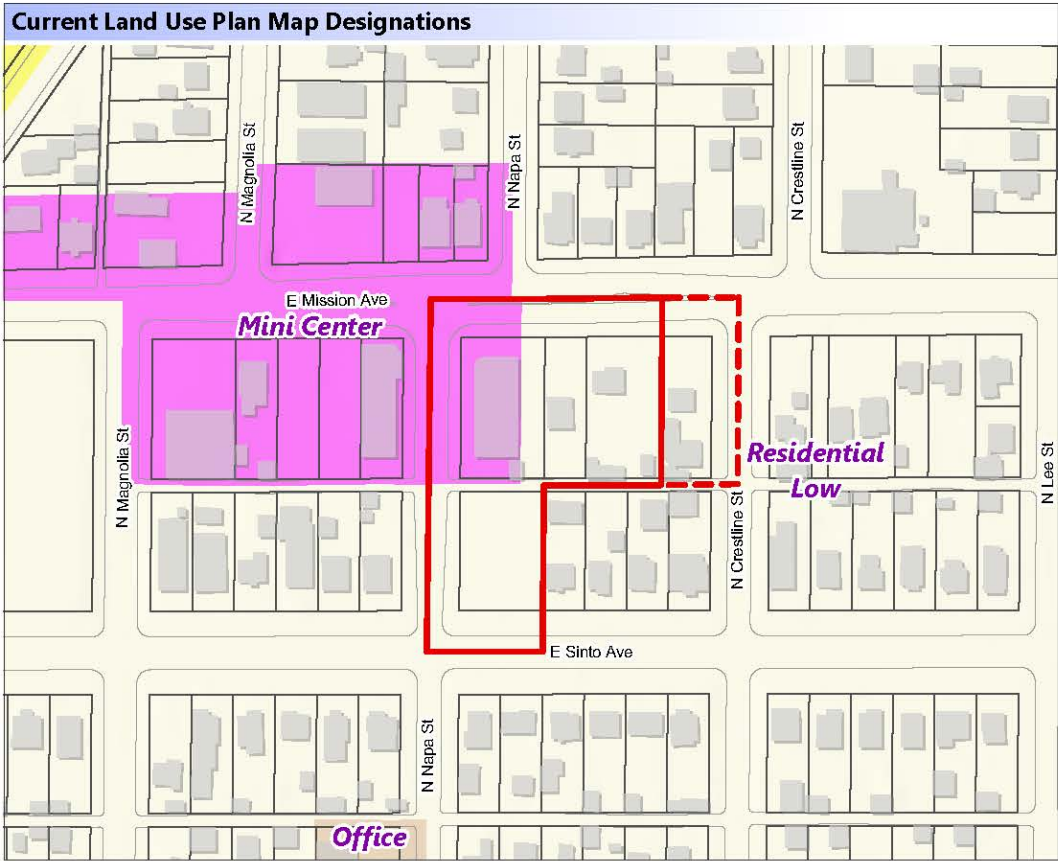 Current Land Use Plan Map Designations
N Magnolia St
N Napa St
N Crestline St
E Mission Ave
Mini Center
N Magnolia St
Residential
Low
N Lee St
N Crestline St
E Sinto Ave
N Napa St
Office